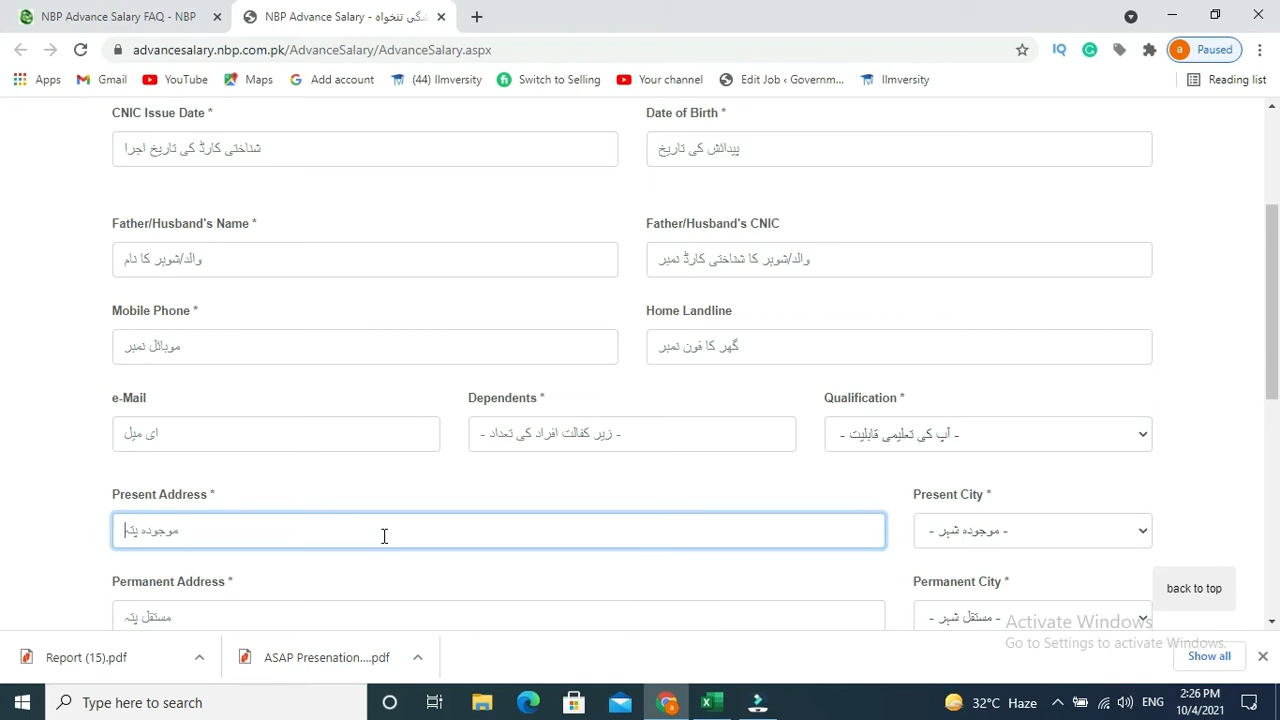 NBP Advance Salary FAQ - NBP
NBP Advance Salary - پیشگی تنخواہ
advancesalary.nbp.com.pk/AdvanceSalary/AdvanceSalary.aspx
a Paused
Apps Gmail YouTube Maps Add account (44) Ilmversity Switch to Selling Your channel Edit Job ‹ Governm... Ilmversity Reading list
CNIC Issue Date * Date of Birth *
شناختی کارڈ کی تاریخ اجرا پیدائش کی تاریخ
Father/Husband's Name * Father/Husband's CNIC
والد/شوہر کا نام والد/شوہر کا شناختی کارڈ نمبر
Mobile Phone * Home Landline
موبائل نمبر گھر کا فون نمبر
e-Mail Dependents * Qualification *
ای میل - زیر کفالت افراد کی تعداد - - آپ کی تعلیمی قابلیت -
Present Address * Present City *
موجودہ پتہ - موجودہ شہر -
Permanent Address * Permanent City *
مستقل پتہ - مستقل شہر -
back to top
Activate Windows
Go to Settings to activate Windows.
Report (15).pdf ASAP Presenation....pdf Show all
Type here to search 32°C Haze ENG 2:26 PM
10/4/2021